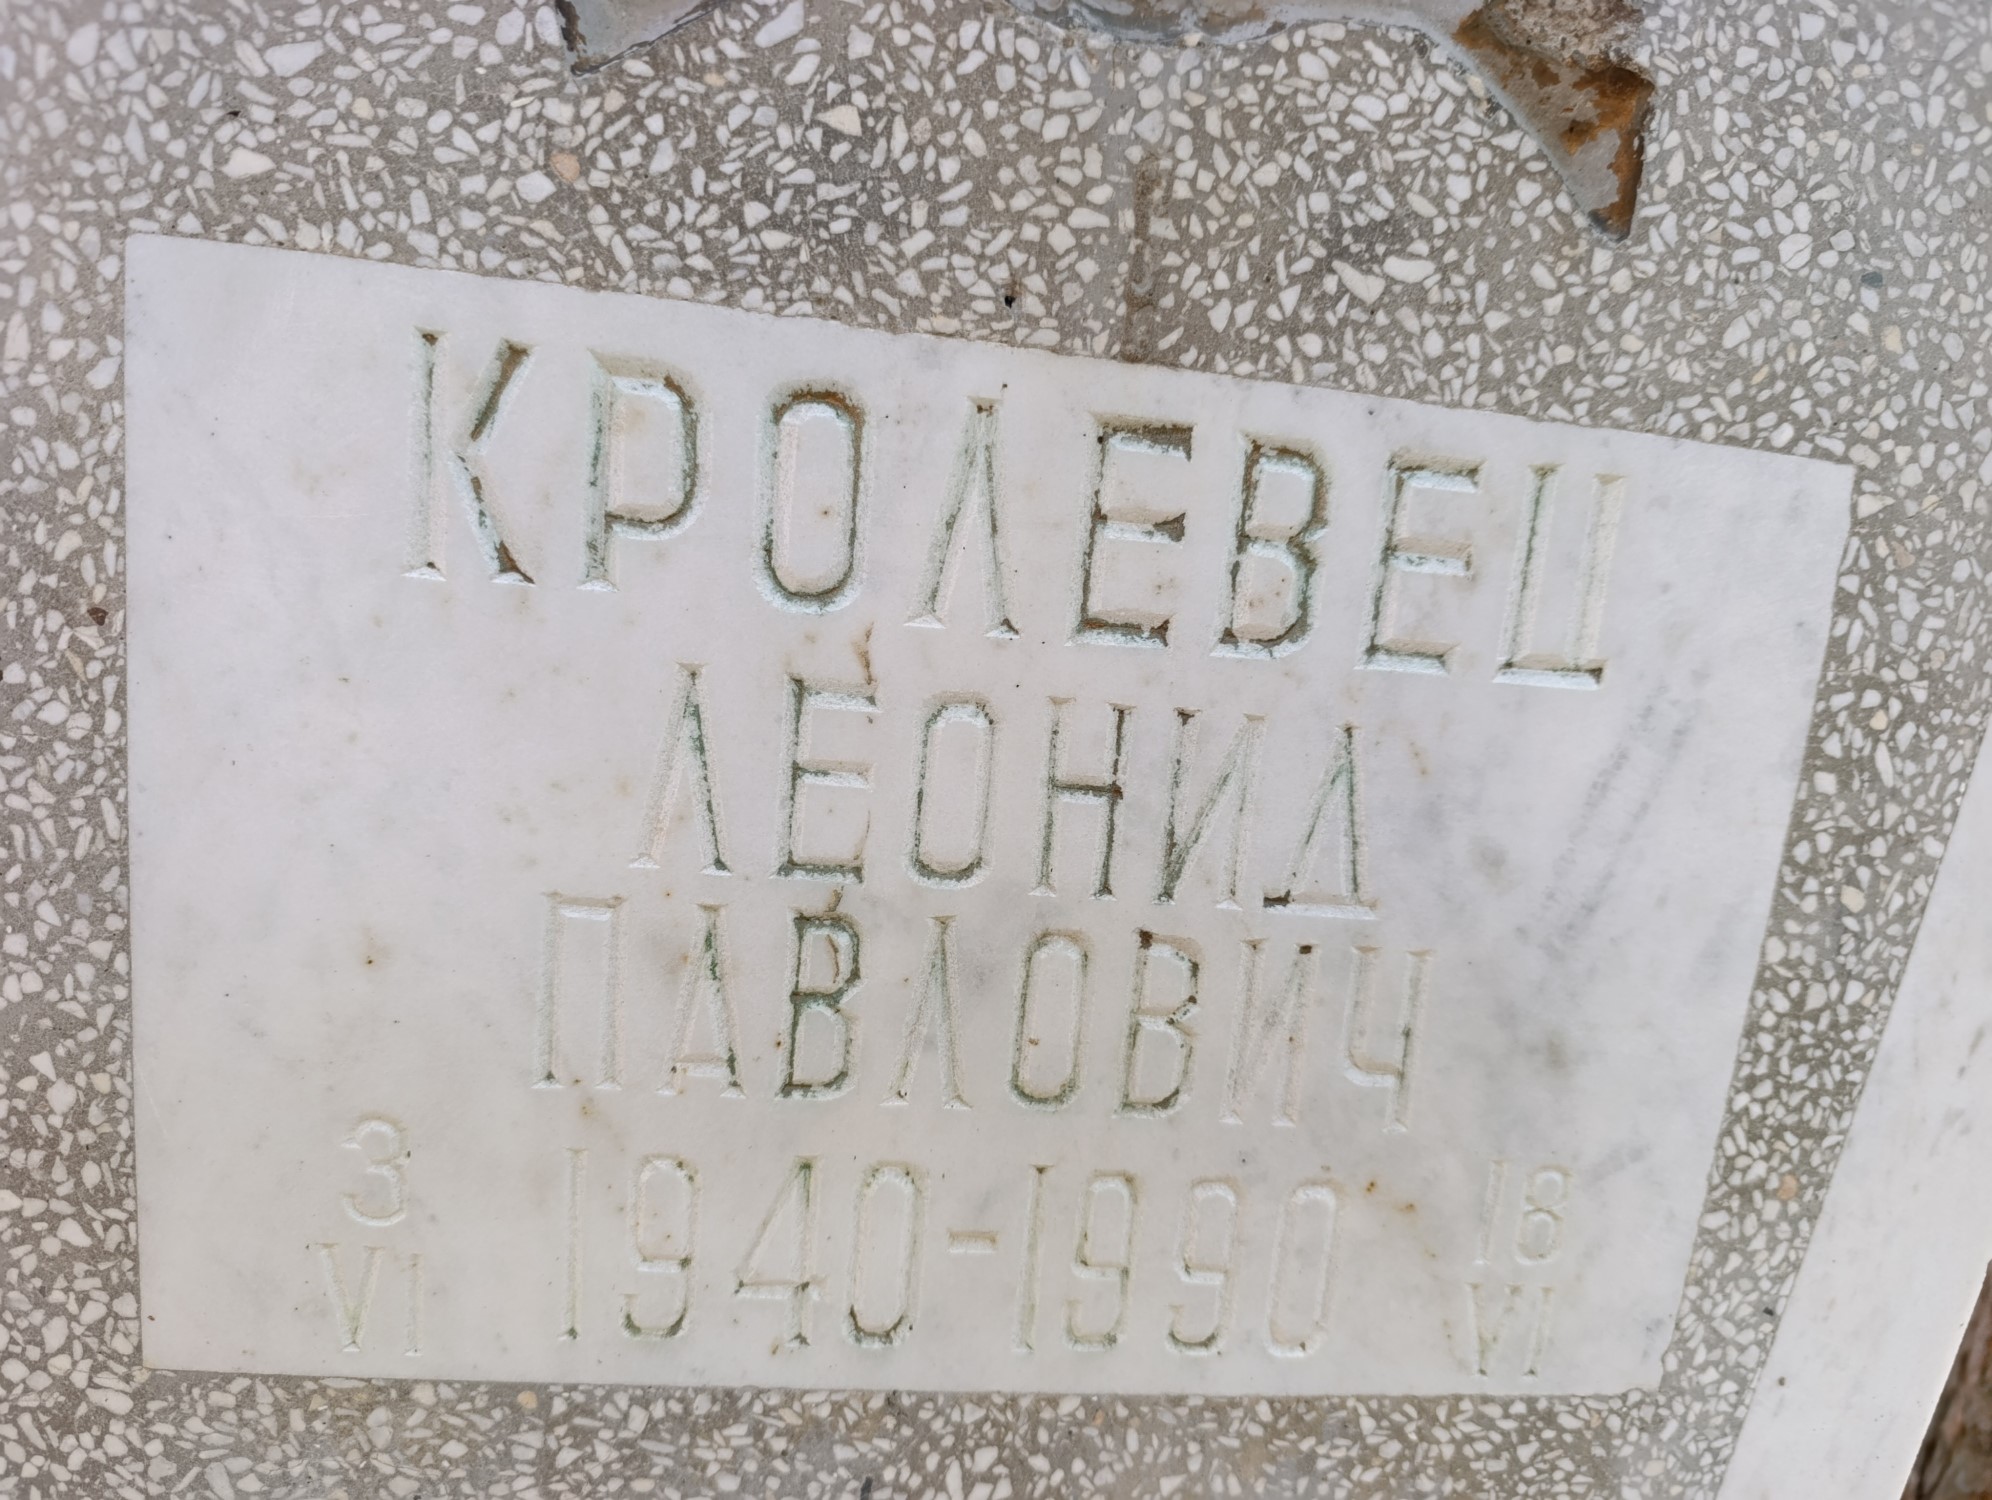 КРОЛЕВЕЦ
ЛЕОНИД
ПАВЛОВИЧ
3 1940-1990 18
VI VI